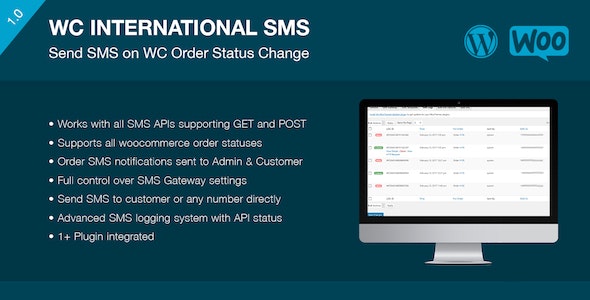 1.0
WC INTERNATIONAL SMS
Send SMS on WC Order Status Change
WOO
• Works with all SMS APIs supporting GET and POST
• Supports all woocommerce order statuses
• Order SMS notifications sent to Admin & Customer
• Full control over SMS Gateway settings
• Send SMS to customer or any number directly
• Advanced SMS logging system with API status
• 1+ Plugin integrated